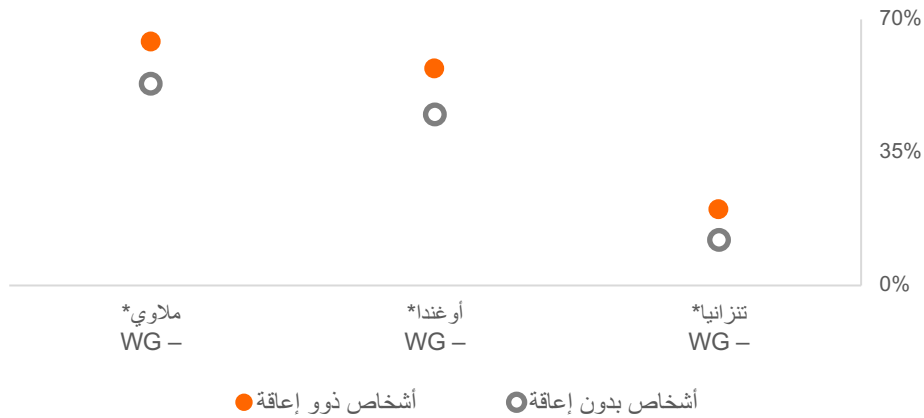 70%
35%
0%
تنزانيا*
WG –
أوغندا*
WG –
ملاوي*
WG –
أشخاص بدون إعاقة
أشخاص ذوو إعاقة